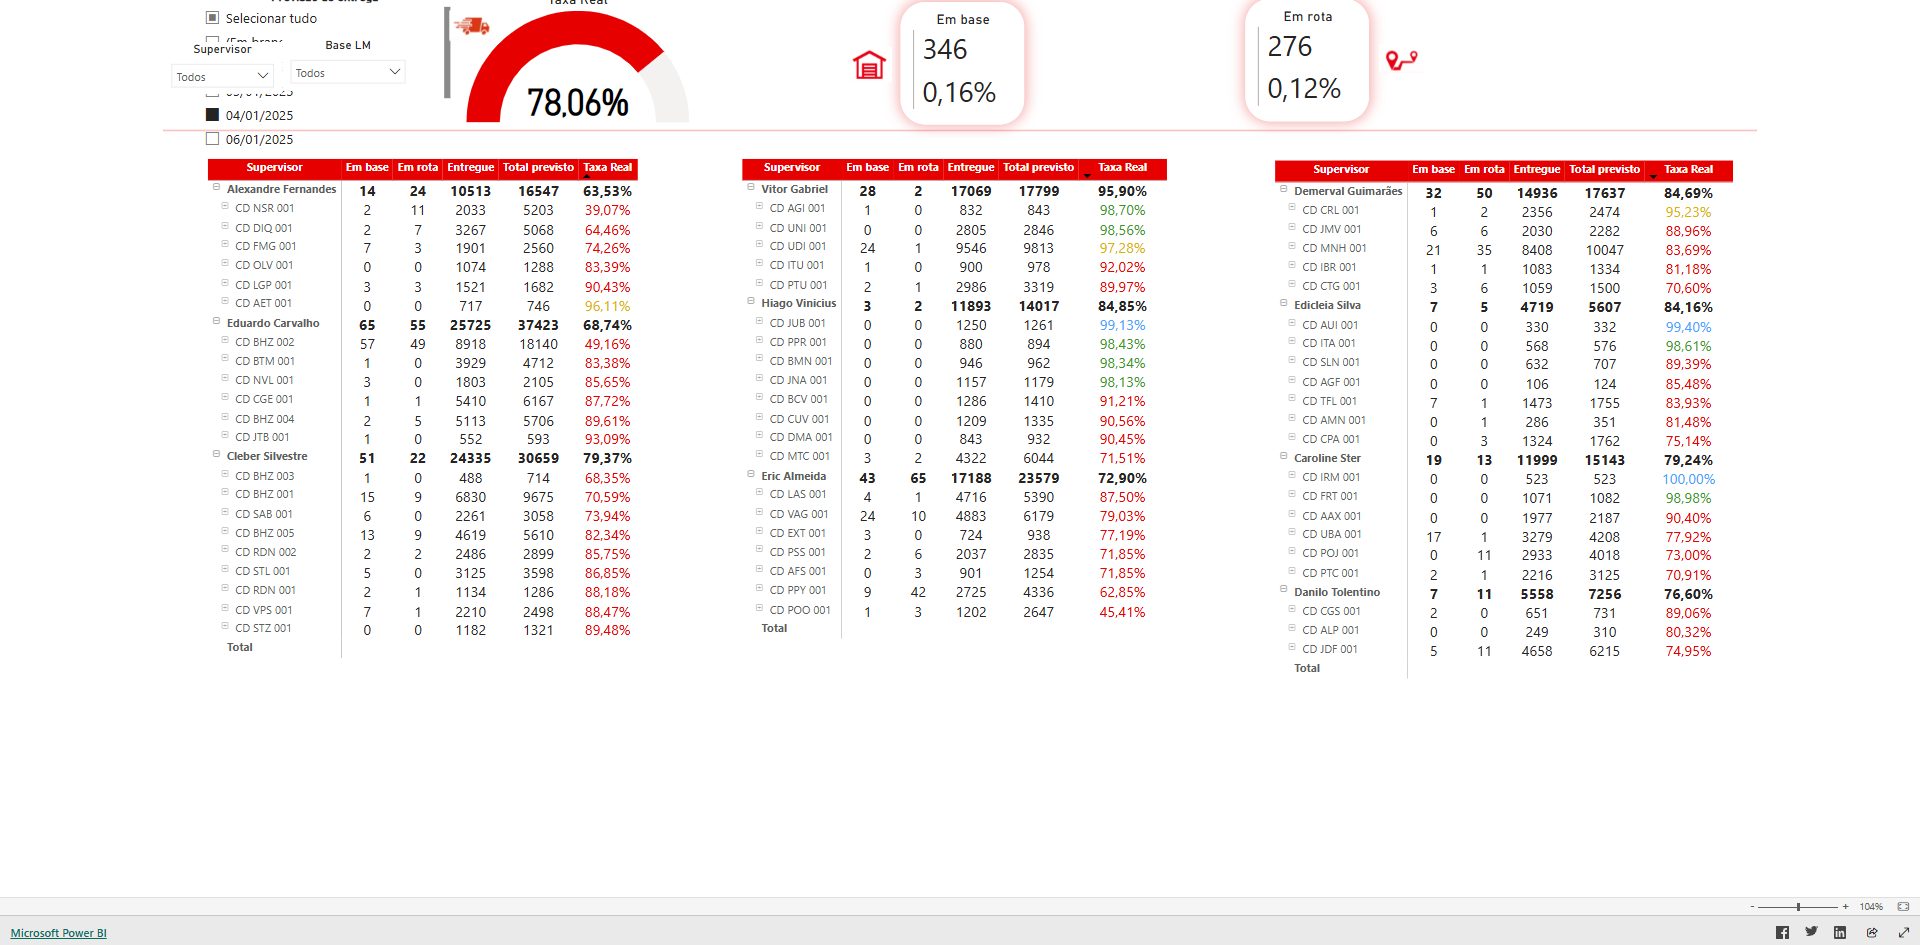 Taxa Real
Selecionar tudo
Supervisor
Base LM
Todos
Todos
04/01/2025
06/01/2025
78,06%
Em base
346
0,16%
Em rota
276
0,12%
Supervisor Em base Em rota Entregue Total previsto Taxa Real
Alexandre Fernandes 14 24 10513 16547 63,53%
CD NSR 001 2 11 2033 5203 39,07%
CD DIQ 001 2 7 3267 5068 64,46%
CD FMG 001 7 3 1901 2560 74,26%
CD OLV 001 0 0 1074 1288 83,39%
CD LGP 001 3 3 1521 1682 90,43%
CD AET 001 0 0 717 746 96,11%
Eduardo Carvalho 65 55 25725 37423 68,74%
CD BHZ 002 57 49 8918 18140 49,16%
CD BTM 001 1 0 3929 4712 83,38%
CD NVL 001 3 0 1803 2105 85,65%
CD CGE 001 1 1 5410 6167 87,72%
CD BHZ 004 2 5 5113 5706 89,61%
CD JTB 001 1 0 552 593 93,09%
Cleber Silvestre 51 22 24335 30659 79,37%
CD BHZ 003 1 0 488 714 68,35%
CD BHZ 001 15 9 6830 9675 70,59%
CD SAB 001 6 0 2261 3058 73,94%
CD BHZ 005 13 9 4619 5610 82,34%
CD RDN 002 2 2 2486 2899 85,75%
CD STL 001 5 0 3125 3598 86,85%
CD RDN 001 2 1 1134 1286 88,18%
CD VPS 001 7 1 2210 2498 88,47%
CD STZ 001 0 0 1182 1321 89,48%
Total
Supervisor Em base Em rota Entregue Total previsto Taxa Real
Vitor Gabriel 28 2 17069 17799 95,90%
CD AGI 001 1 0 832 843 98,70%
CD UNI 001 0 0 2805 2846 98,56%
CD UDI 001 24 1 9546 9813 97,28%
CD ITU 001 1 0 900 978 92,02%
CD PTU 001 2 1 2986 3319 89,97%
Hiago Vinicius 3 2 11893 14017 84,85%
CD JUB 001 0 0 1250 1261 99,13%
CD PPR 001 0 0 880 894 98,43%
CD BMN 001 0 0 946 962 98,34%
CD JNA 001 0 0 1157 1179 98,13%
CD BCV 001 0 0 1286 1410 91,21%
CD CUV 001 0 0 1209 1335 90,56%
CD DMA 001 0 0 843 932 90,45%
CD MTC 001 3 2 4322 6044 71,51%
Eric Almeida 43 65 17188 23579 72,90%
CD LAS 001 4 1 4716 5390 87,50%
CD VAG 001 24 10 4883 6179 79,03%
CD EXT 001 3 0 724 938 77,19%
CD PSS 001 2 6 2037 2835 71,85%
CD AFS 001 0 3 901 1254 71,85%
CD PPY 001 9 42 2725 4336 62,85%
CD POO 001 1 3 1202 2647 45,41%
Total
Supervisor Em base Em rota Entregue Total previsto Taxa Real
Demerval Guimarães 32 50 14936 17637 84,69%
CD CRL 001 1 2 2356 2474 95,23%
CD JMV 001 6 6 2030 2282 88,96%
CD MNH 001 21 35 8408 10047 83,69%
CD IBR 001 1 1 1083 1334 81,18%
CD CTG 001 3 6 1059 1500 70,60%
Edicleia Silva 7 5 4719 5607 84,16%
CD AUI 001 0 0 330 332 99,40%
CD ITA 001 0 0 568 576 98,61%
CD SLN 001 0 0 632 707 89,39%
CD AGF 001 0 0 106 124 85,48%
CD TFL 001 7 1 1473 1755 83,93%
CD AMN 001 0 1 286 351 81,48%
CD CPA 001 0 3 1324 1762 75,14%
Caroline Ster 19 13 11999 15143 79,24%
CD IRM 001 0 0 523 523 100,00%
CD FRT 001 0 0 1071 1082 98,98%
CD AAX 001 0 0 1977 2187 90,40%
CD UBA 001 17 1 3279 4208 77,92%
CD POJ 001 0 11 2933 4018 73,00%
CD PTC 001 2 1 2216 3125 70,91%
Danilo Tolentino 7 11 5558 7256 76,60%
CD CGS 001 2 0 651 731 89,06%
CD ALP 001 0 0 249 310 80,32%
CD JDF 001 5 11 4658 6215 74,95%
Total
- + 104%
Microsoft Power BI